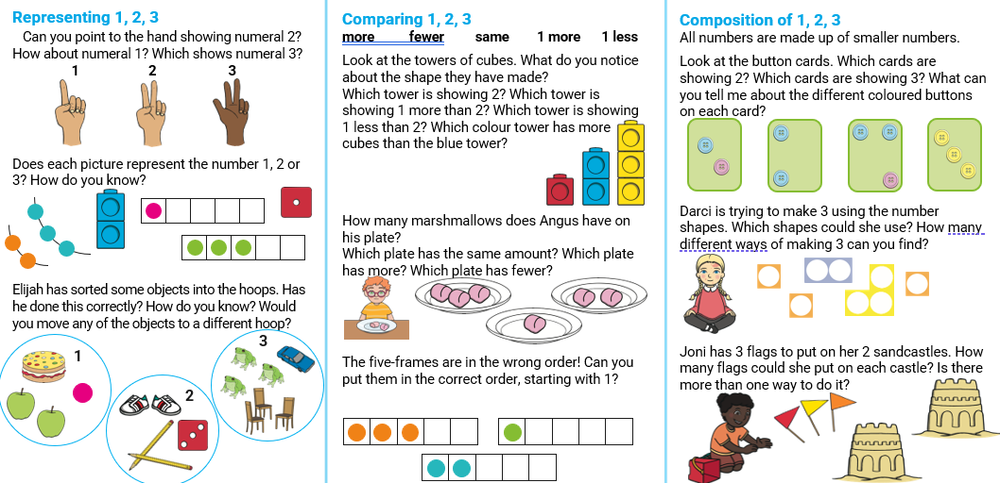 Representing 1, 2, 3
Can you point to the hand showing numeral 2?
How about numeral 1? Which shows numeral 3?
1 2 3
Does each picture represent the number 1, 2 or
3? How do you know?
Elijah has sorted some objects into the hoops. Has
he done this correctly? How do you know? Would
you move any of the objects to a different hoop?
1
2
3
Comparing 1, 2, 3
more fewer same 1 more 1 less
Look at the towers of cubes. What do you notice
about the shape they have made?
Which tower is showing 2? Which tower is
showing 1 more than 2? Which tower is showing
1 less than 2? Which colour tower has more
cubes than the blue tower?
How many marshmallows does Angus have on
his plate?
Which plate has the same amount? Which plate
has more? Which plate has fewer?
The five-frames are in the wrong order! Can you
put them in the correct order, starting with 1?
Composition of 1, 2, 3
All numbers are made up of smaller numbers.
Look at the button cards. Which cards are
showing 2? Which cards are showing 3? What can
you tell me about the different coloured buttons
on each card?
Darci is trying to make 3 using the number
shapes. Which shapes could she use? How many
different ways of making 3 can you find?
Joni has 3 flags to put on her 2 sandcastles. How
many flags could she put on each castle? Is there
more than one way to do it?